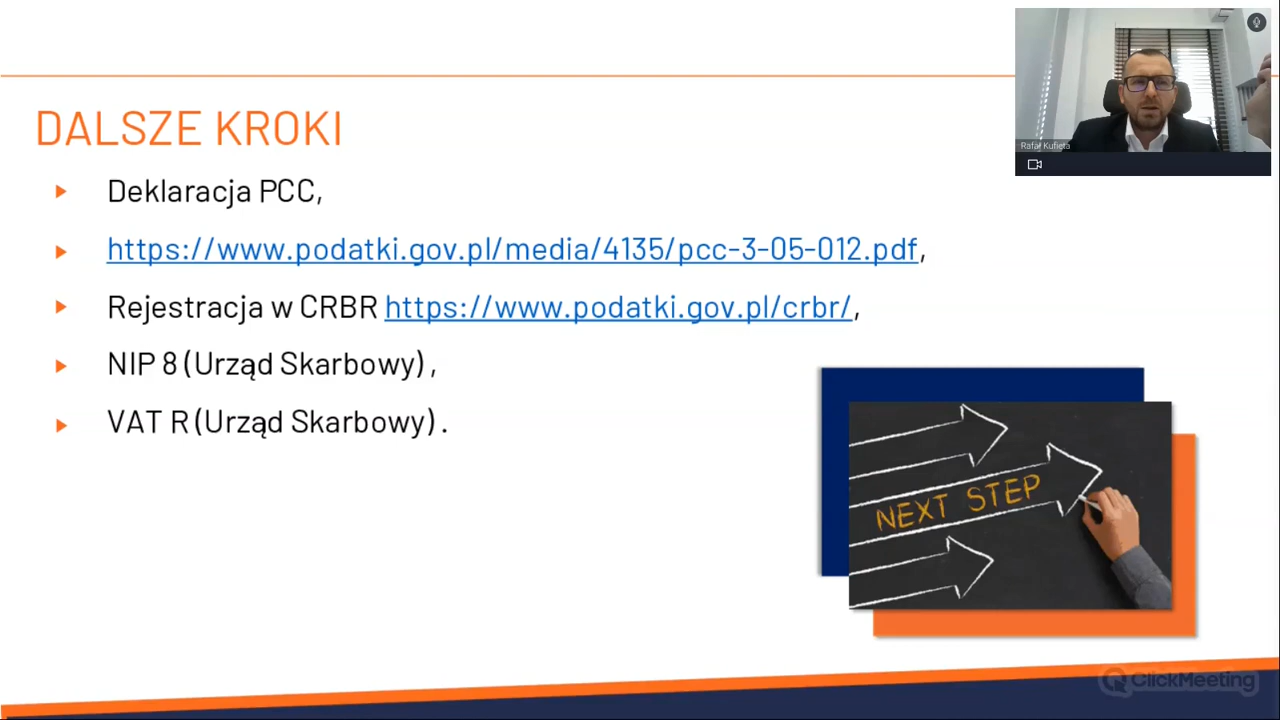 Rafał Kufieta
DALSZE KROKI
Deklaracja PCC,
https://www.podatki.gov.pl/media/4135/pcc-3-05-012.pdf,
Rejestracja w CRBR https://www.podatki.gov.pl/crbr/,
NIP 8 (Urząd Skarbowy) ,
VAT R (Urząd Skarbowy) .
NEXT STEP
ClickMeeting